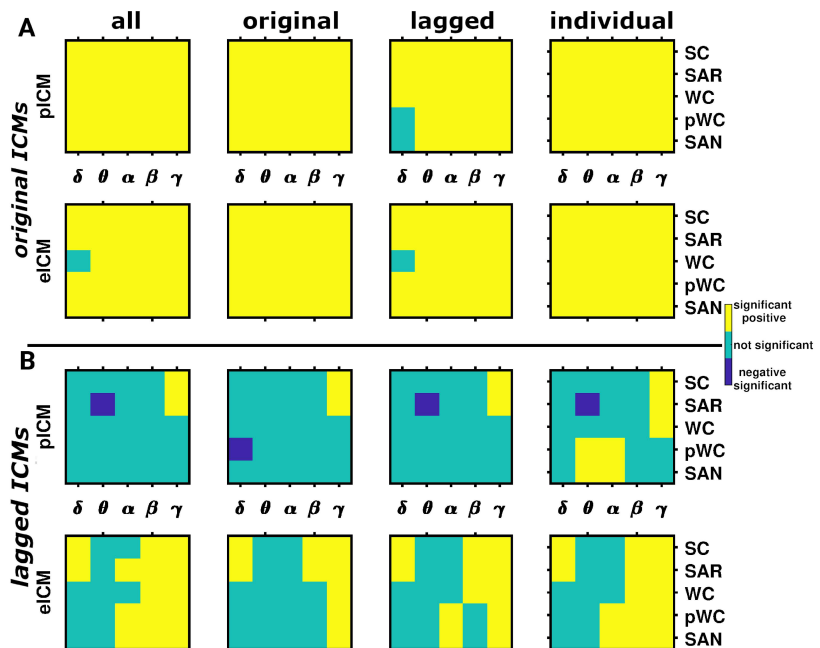 all original lagged individual
A
original ICMs
pICM
SC
SAR
WC
pWC
SAN
δ θ α β γ δ θ α β γ δ θ α β γ δ θ α β γ
eICM
SC
SAR
WC
pWC
SAN
significant
positive
not significant
negative
significant
B
lagged ICMs
pICM
SC
SAR
WC
pWC
SAN
δ θ α β γ δ θ α β γ δ θ α β γ δ θ α β γ
eICM
SC
SAR
WC
pWC
SAN